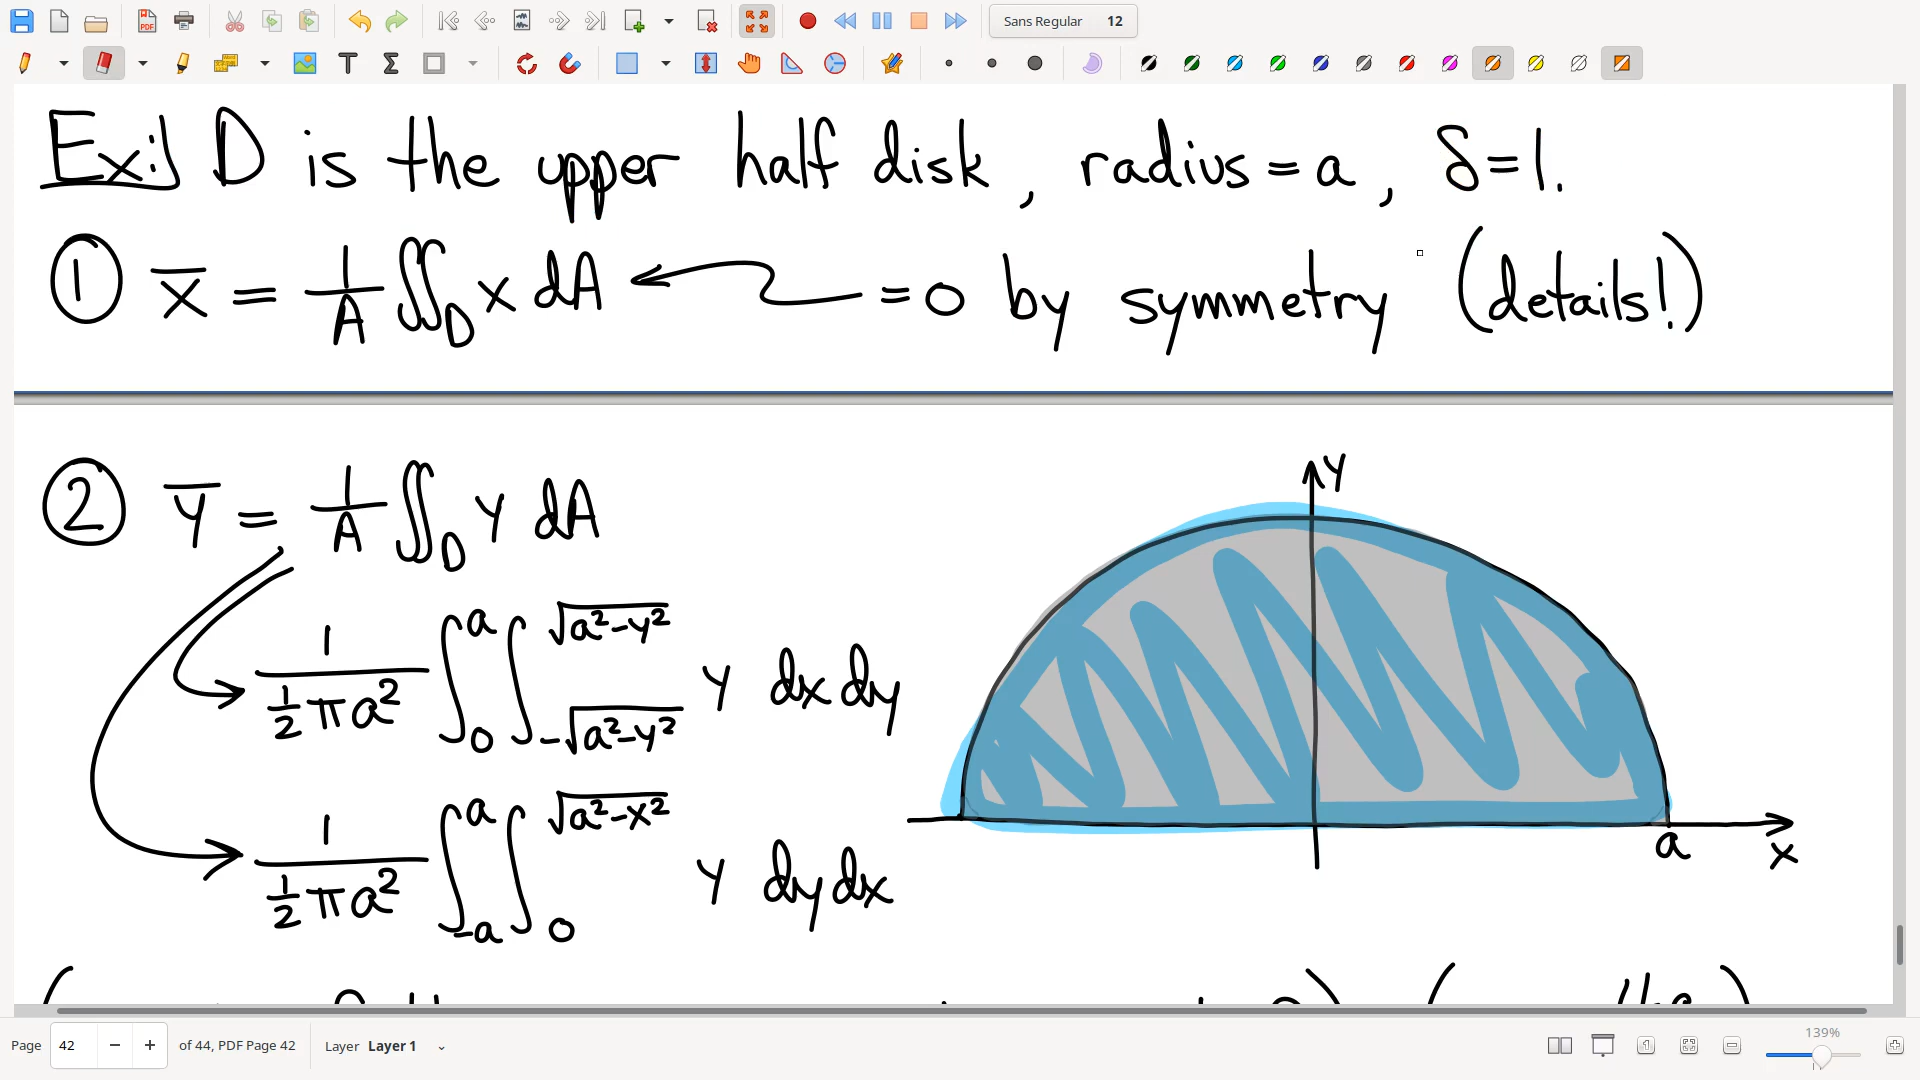 Sans Regular 12
Ex:) D is the upper half disk, radius = a, δ=1.
① x̄ = 1/A ∬_D x dA ← = 0 by symmetry (details!)
② ȳ = 1/A ∬_D y dA
1/(½πa²) ∫_0^a ∫_{-√(a²-y²)}^{√(a²-y²)} y dx dy
1/(½πa²) ∫_{-a}^a ∫_0^{√(a²-x²)} y dy dx
y
a
x
Page 42 − + of 44, PDF Page 42 Layer Layer 1 139%